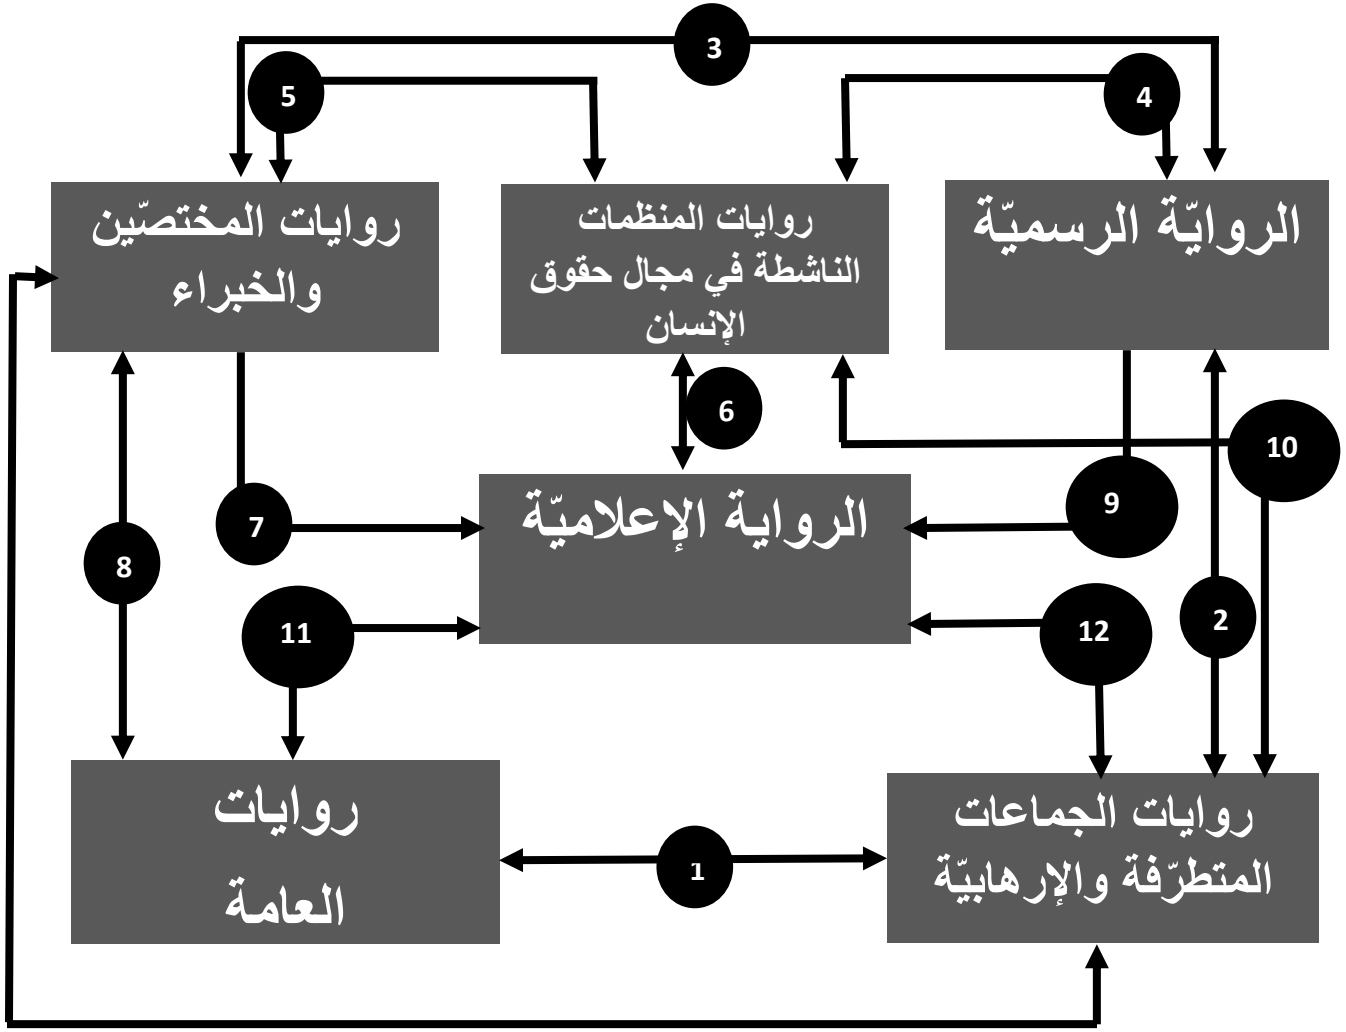 3
5
4
الروايّة الرسميّة
روايات المنظمات
الناشطة في مجال حقوق
الإنسان
روايات المختصّين
والخبراء
6
10
9
7
الرواية الإعلاميّة
8
11
12
2
روايات الجماعات
المتطرّفة والإرهابيّة
1
روايات
العامة